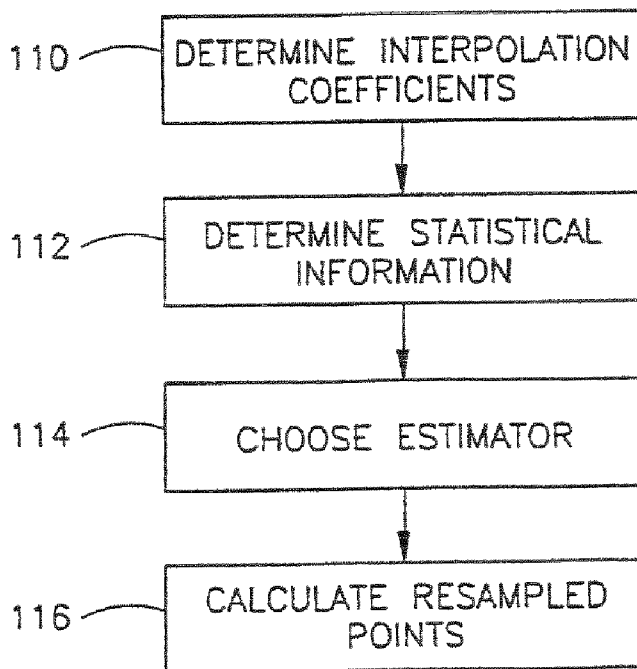 110
DETERMINE INTERPOLATION
COEFFICIENTS
112
DETERMINE STATISTICAL
INFORMATION
114
CHOOSE ESTIMATOR
116
CALCULATE RESAMPLED
POINTS